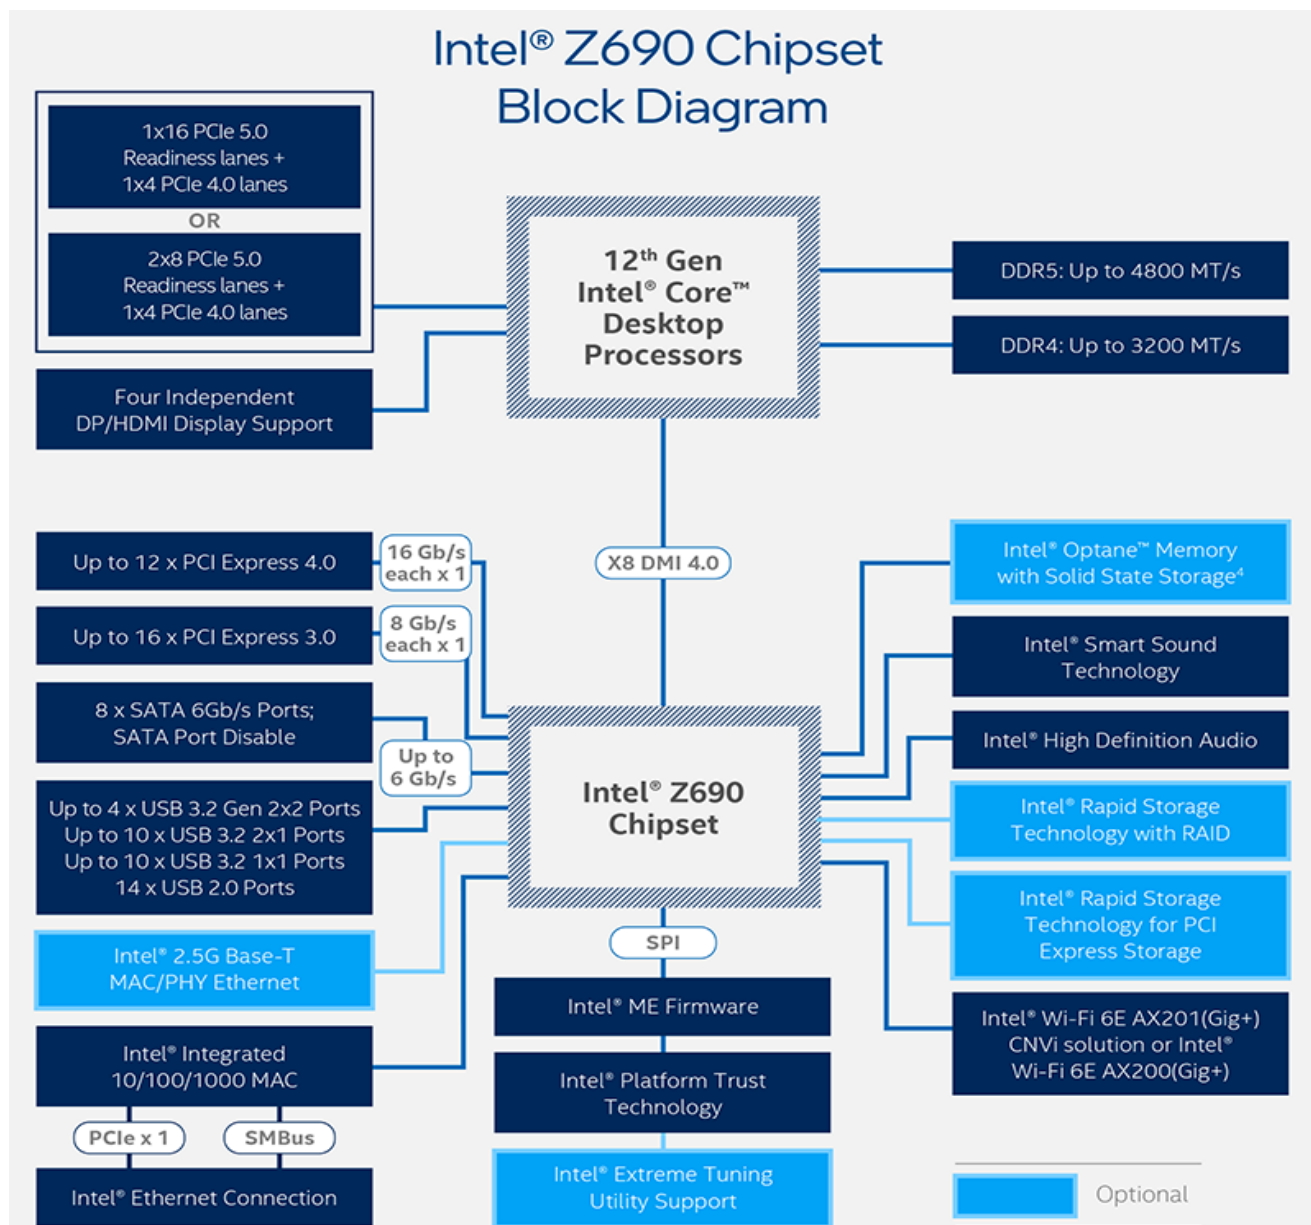 Intel® Z690 Chipset
Block Diagram
1x16 PCIe 5.0
Readiness lanes +
1x4 PCIe 4.0 lanes
OR
2x8 PCIe 5.0
Readiness lanes +
1x4 PCIe 4.0 lanes
Four Independent
DP/HDMI Display Support
12th Gen
Intel® Core™
Desktop
Processors
DDR5: Up to 4800 MT/s
DDR4: Up to 3200 MT/s
X8 DMI 4.0
Up to 12 x PCI Express 4.0
16 Gb/s
each x 1
Up to 16 x PCI Express 3.0
8 Gb/s
each x 1
8 x SATA 6Gb/s Ports;
SATA Port Disable
Up to
6 Gb/s
Up to 4 x USB 3.2 Gen 2x2 Ports
Up to 10 x USB 3.2 2x1 Ports
Up to 10 x USB 3.2 1x1 Ports
14 x USB 2.0 Ports
Intel® 2.5G Base-T
MAC/PHY Ethernet
Intel® Integrated
10/100/1000 MAC
PCIe x 1
SMBus
Intel® Ethernet Connection
Intel® Z690
Chipset
SPI
Intel® ME Firmware
Intel® Platform Trust
Technology
Intel® Extreme Tuning
Utility Support
Intel® Optane™ Memory
with Solid State Storage⁴
Intel® Smart Sound
Technology
Intel® High Definition Audio
Intel® Rapid Storage
Technology with RAID
Intel® Rapid Storage
Technology for PCI
Express Storage
Intel® Wi-Fi 6E AX201(Gig+)
CNVi solution or Intel®
Wi-Fi 6E AX200(Gig+)
Optional